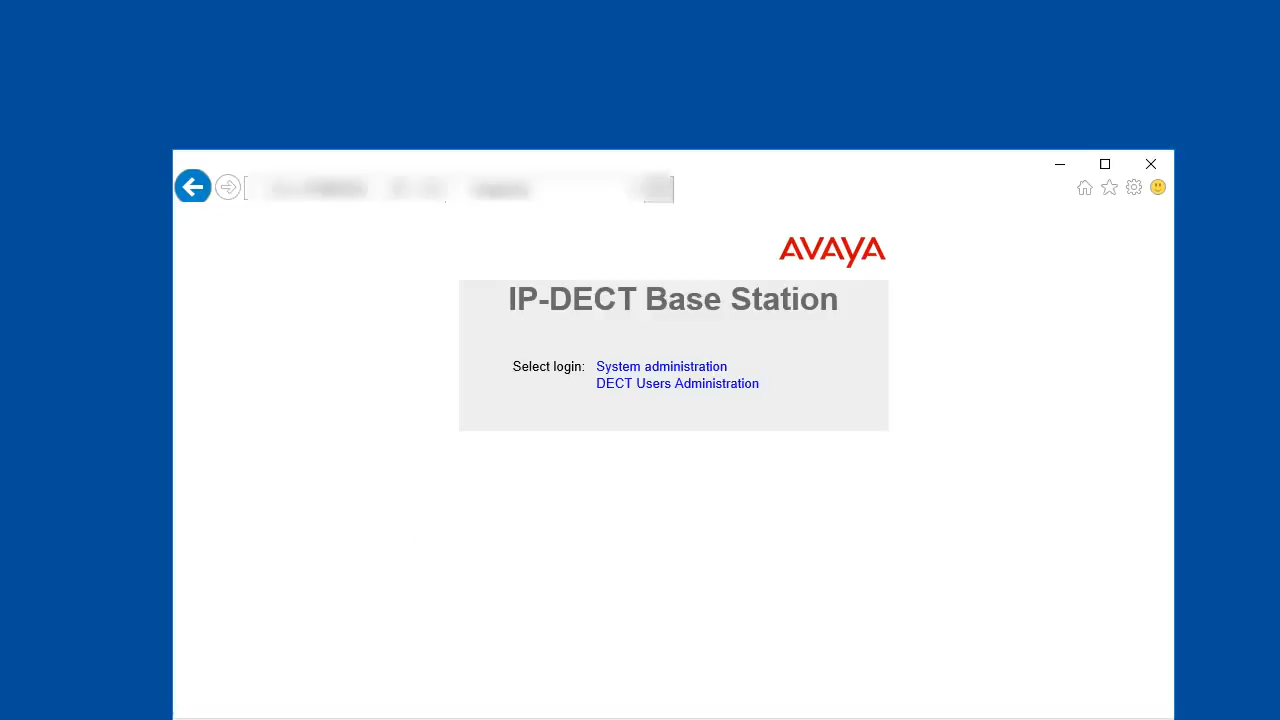 AVAYA
IP-DECT Base Station
Select login: System administration
DECT Users Administration